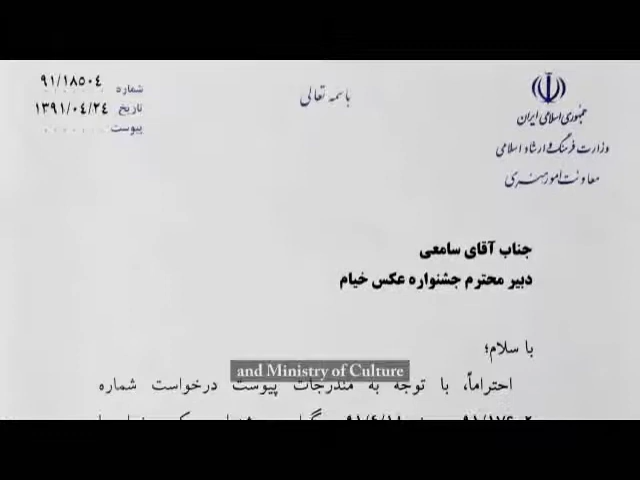 جمهوری اسلامی ایران
وزارت فرهنگ و ارشاد اسلامی
معاونت امور هنری
باسمه تعالی
شماره ۹۱/۱۸۵۰۴
تاریخ ۱۳۹۱/۰۴/۲۴
پیوست
جناب آقای سامعی
دبیر محترم جشنواره عکس خیام
با سلام؛
and Ministry of Culture
احتراماً، با توجه به مندرجات پیوست درخواست شماره